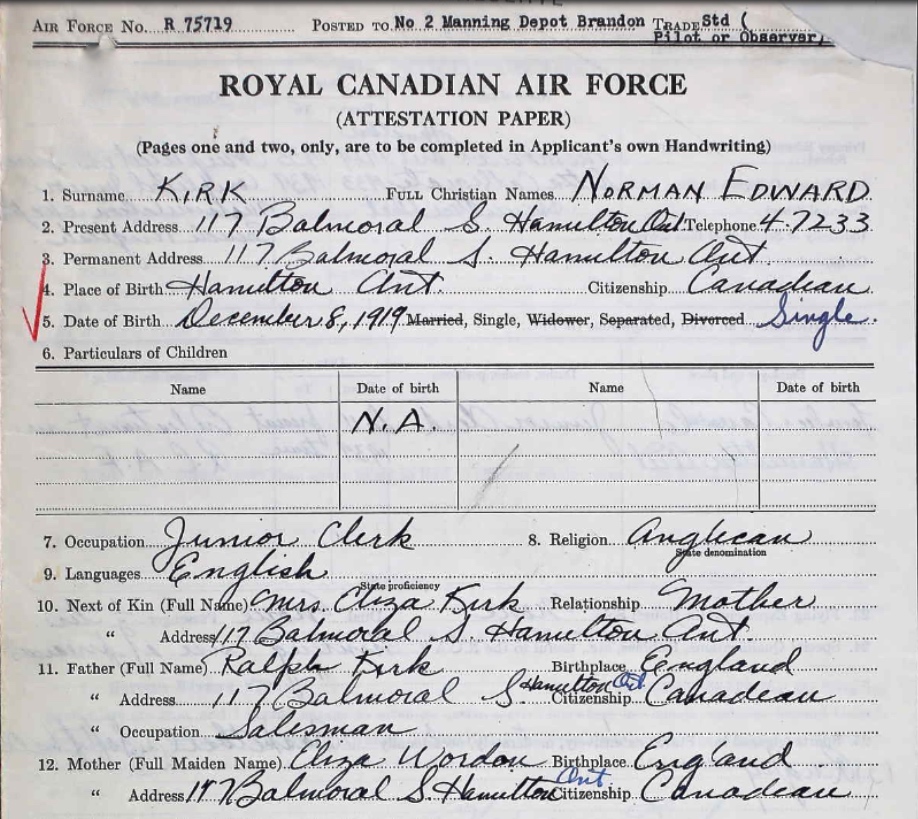 AIR FORCE NO. R 75719 POSTED TO No 2 Manning Depot Brandon TRADE Std (
Pilot or Observer)
ROYAL CANADIAN AIR FORCE
(ATTESTATION PAPER)
(Pages one and two, only, are to be completed in Applicant's own Handwriting)
1. Surname KIRK FULL Christian Names NORMAN EDWARD
2. Present Address 117 Balmoral S. Hamilton Ont Telephone 4-7233
3. Permanent Address 117 Balmoral S. Hamilton Ont.
4. Place of Birth Hamilton Ont. Citizenship Canadian
5. Date of Birth December 8, 1919 Married, Single, Widower, Separated, Divorced Single.
6. Particulars of Children
Name Date of birth Name Date of birth
N.A.
7. Occupation Junior Clerk 8. Religion Anglican
State denomination
9. Languages English
State proficiency
10. Next of Kin (Full Name) Mrs. Eliza Kirk Relationship Mother
" Address 117 Balmoral S. Hamilton Ont.
11. Father (Full Name) Ralph Kirk Birthplace England
" Address 117 Balmoral S Hamilton Ont. Citizenship Canadian
" Occupation Salesman
12. Mother (Full Maiden Name) Eliza Wordon Birthplace England
" Address 117 Balmoral S. Hamilton Ont Citizenship Canadian